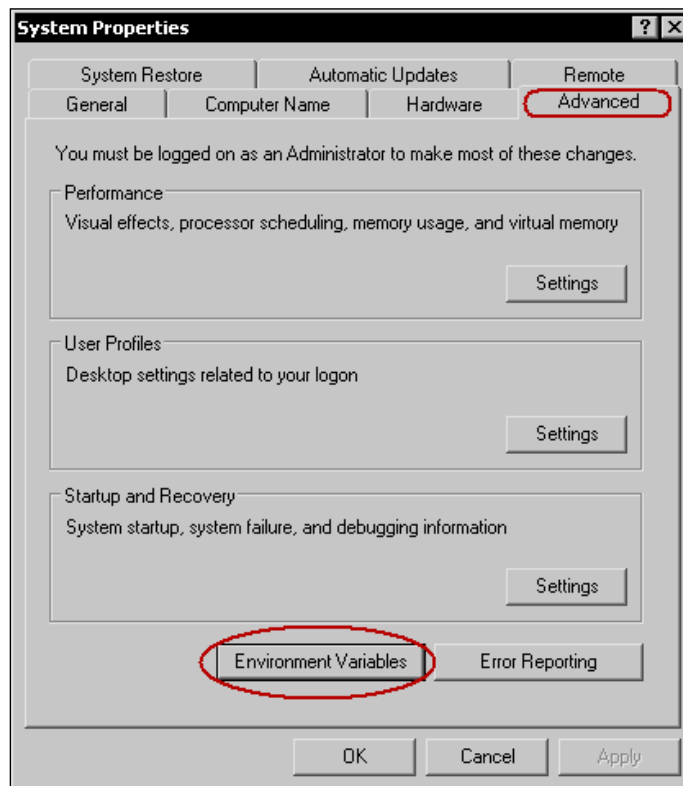 System Properties
System Restore Automatic Updates Remote
General Computer Name Hardware Advanced
You must be logged on as an Administrator to make most of these changes.
Performance
Visual effects, processor scheduling, memory usage, and virtual memory
Settings
User Profiles
Desktop settings related to your logon
Settings
Startup and Recovery
System startup, system failure, and debugging information
Settings
Environment Variables Error Reporting
OK Cancel Apply